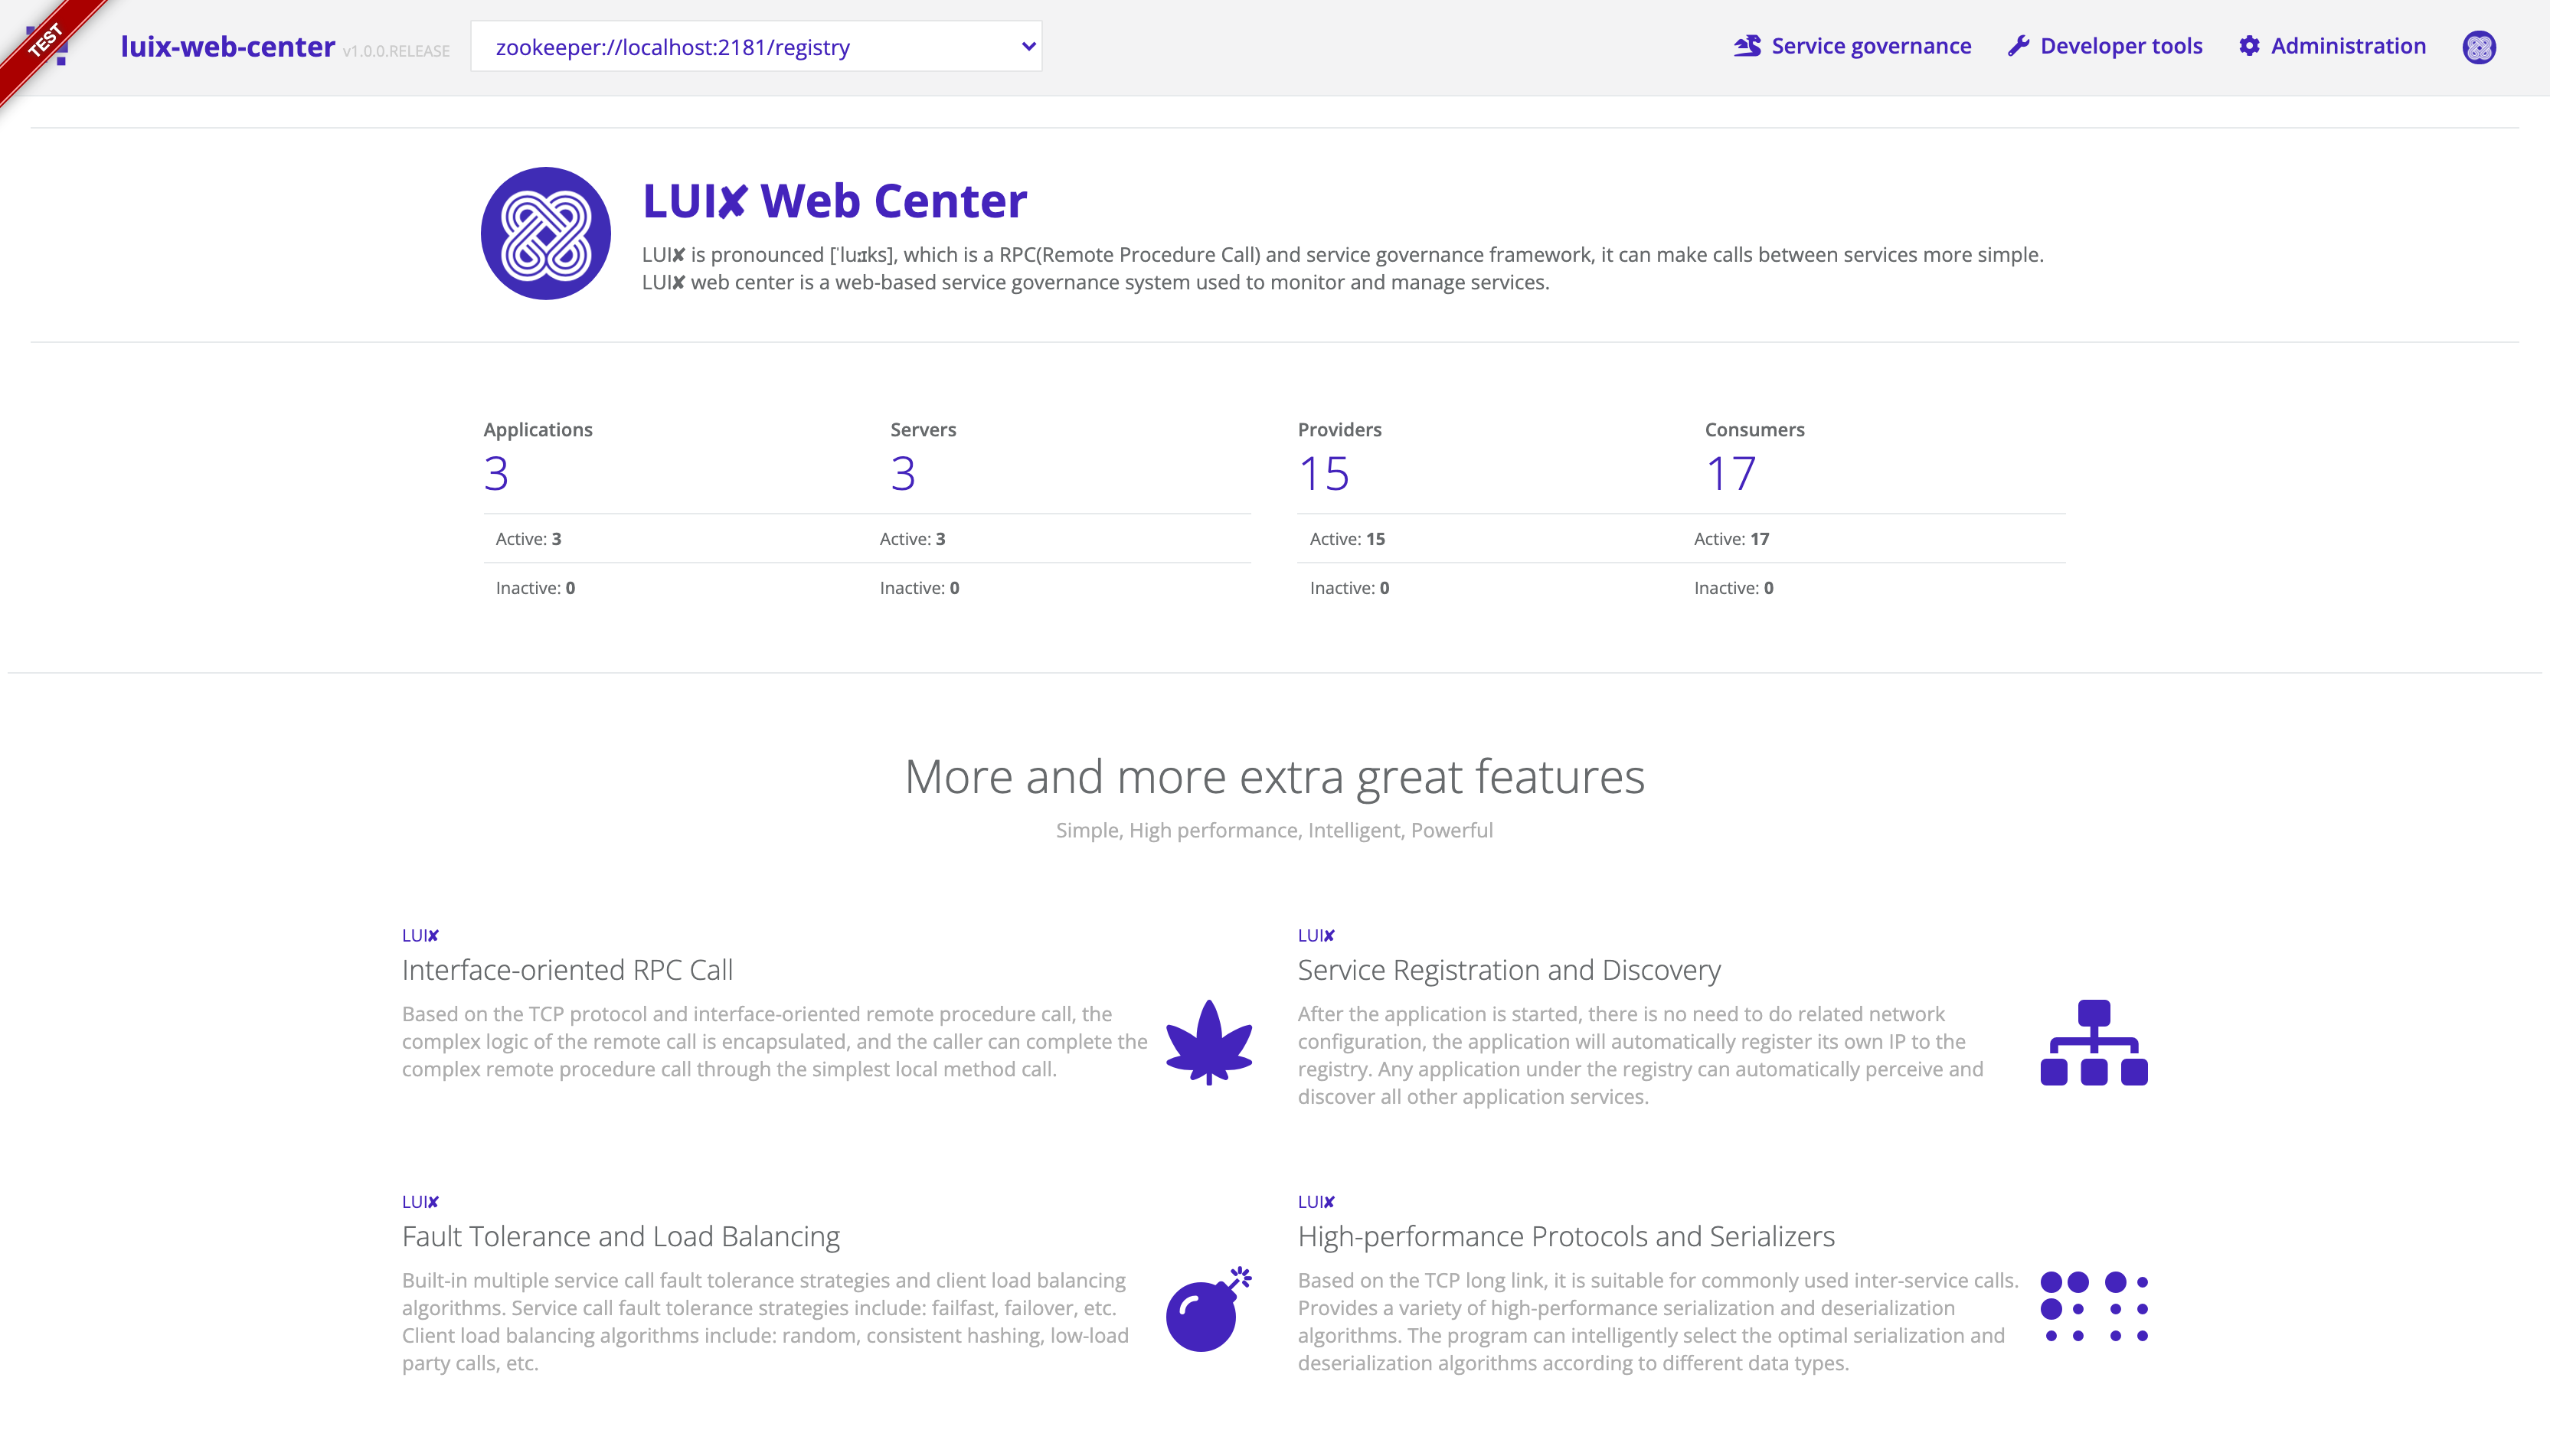 TEST
luix-web-center v1.0.0.RELEASE
zookeeper://localhost:2181/registry
Service governance
Developer tools
Administration
LUI✘ Web Center
LUI✘ is pronounced [ˈluːɪks], which is a RPC(Remote Procedure Call) and service governance framework, it can make calls between services more simple.
LUI✘ web center is a web-based service governance system used to monitor and manage services.
Applications
3
Active: 3
Inactive: 0
Servers
3
Active: 3
Inactive: 0
Providers
15
Active: 15
Inactive: 0
Consumers
17
Active: 17
Inactive: 0
More and more extra great features
Simple, High performance, Intelligent, Powerful
LUI✘
Interface-oriented RPC Call
Based on the TCP protocol and interface-oriented remote procedure call, the
complex logic of the remote call is encapsulated, and the caller can complete the
complex remote procedure call through the simplest local method call.
LUI✘
Service Registration and Discovery
After the application is started, there is no need to do related network
configuration, the application will automatically register its own IP to the
registry. Any application under the registry can automatically perceive and
discover all other application services.
LUI✘
Fault Tolerance and Load Balancing
Built-in multiple service call fault tolerance strategies and client load balancing
algorithms. Service call fault tolerance strategies include: failfast, failover, etc.
Client load balancing algorithms include: random, consistent hashing, low-load
party calls, etc.
LUI✘
High-performance Protocols and Serializers
Based on the TCP long link, it is suitable for commonly used inter-service calls.
Provides a variety of high-performance serialization and deserialization
algorithms. The program can intelligently select the optimal serialization and
deserialization algorithms according to different data types.